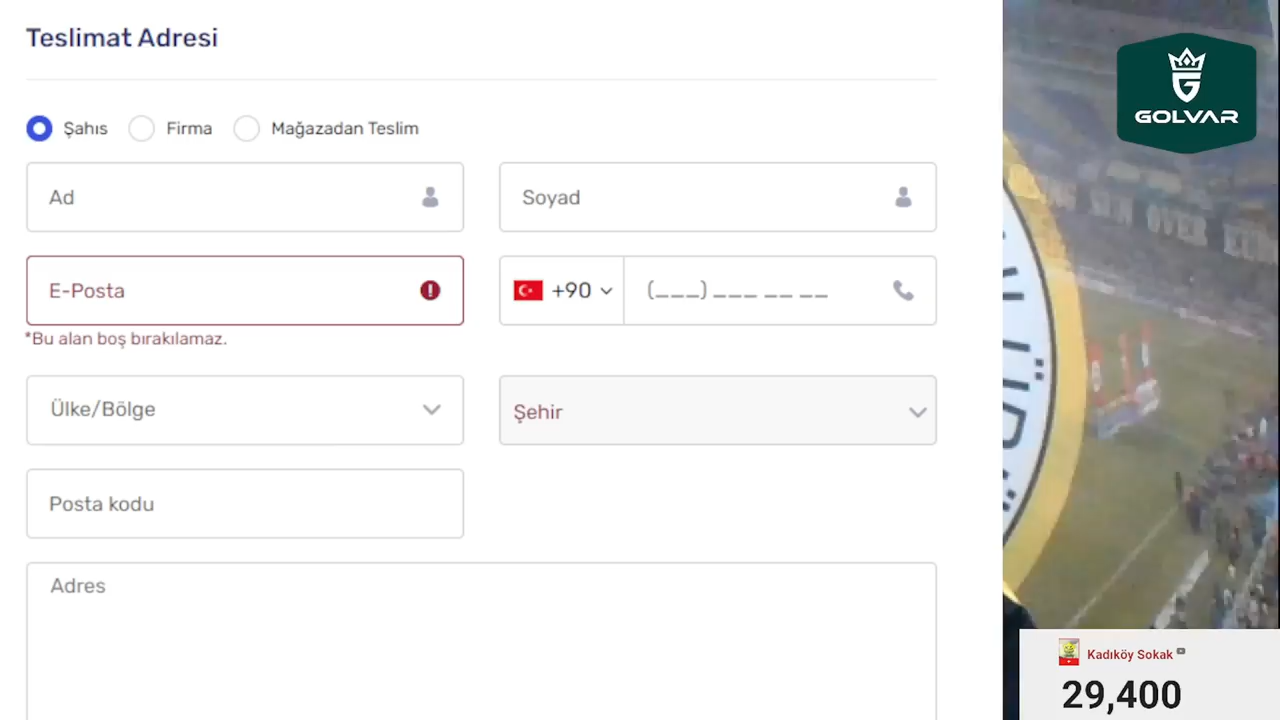 Teslimat Adresi
Şahıs Firma Mağazadan Teslim
Ad Soyad
E-Posta +90 (___) ___ __ __
*Bu alan boş bırakılamaz.
Ülke/Bölge Şehir
Posta kodu
Adres
GOLVAR
Kadıköy Sokak
29,400